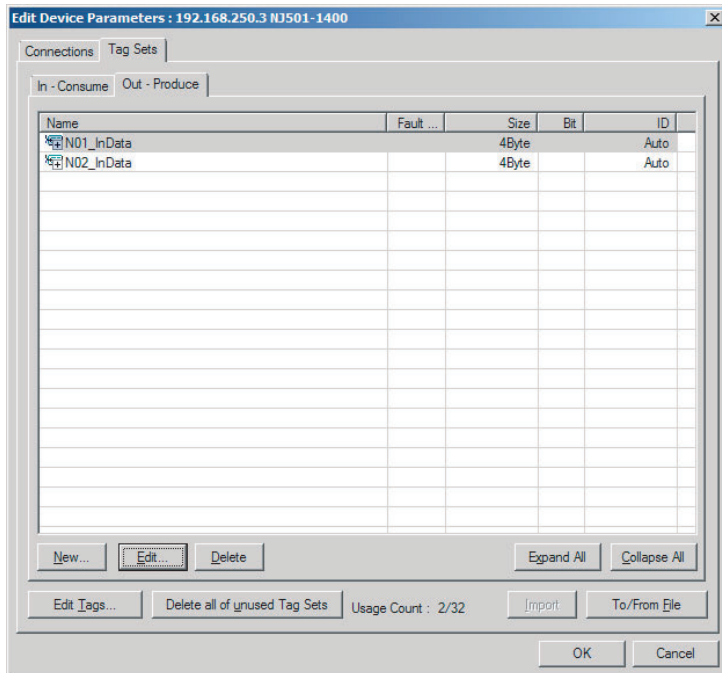 Edit Device Parameters : 192.168.250.3 NJ501-1400
Connections Tag Sets
In - Consume Out - Produce
Name Fault ... Size Bit ID
N01_InData 4Byte Auto
N02_InData 4Byte Auto
New... Edit... Delete Expand All Collapse All
Edit Tags... Delete all of unused Tag Sets Usage Count : 2/32 Import To/From File
OK Cancel